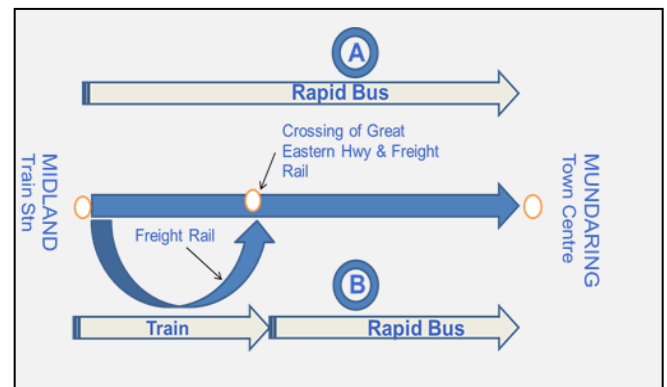 A
Rapid Bus
Crossing of Great
Eastern Hwy & Freight
Rail
MIDLAND
Train Stn
MUNDARING
Town Centre
Freight Rail
B
Train
Rapid Bus